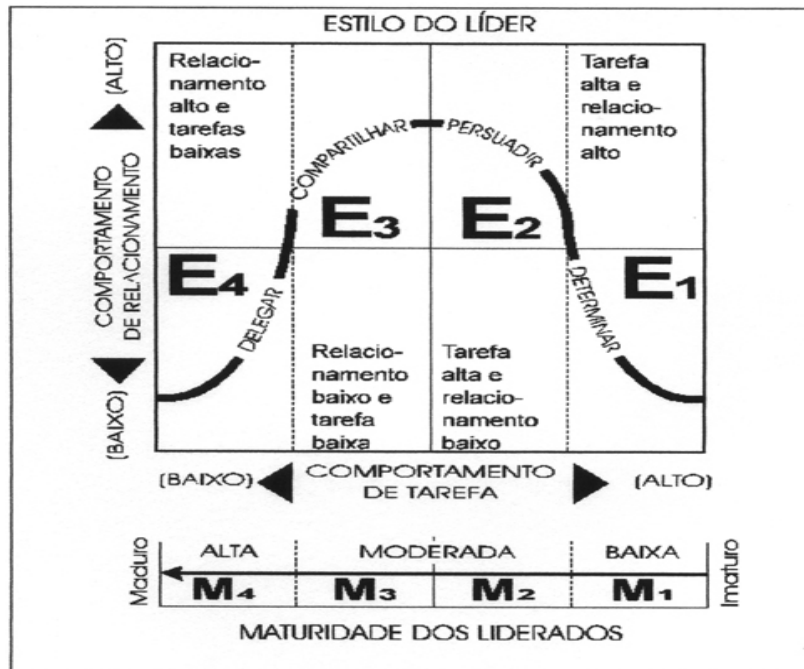 ESTILO DO LÍDER
(ALTO)
COMPORTAMENTO
DE RELACIONAMENTO
(BAIXO)
Relacio-
namento
alto e
tarefas
baixas
Tarefa
alta e
relacio-
namento
alto
COMPARTILHAR
PERSUADIR
E3
E2
E4
E1
DELEGAR
DETERMINAR
Relacio-
namento
baixo e
tarefa
baixa
Tarefa
alta e
relacio-
namento
baixo
(BAIXO)
COMPORTAMENTO
DE TAREFA
(ALTO)
Maduro
ALTA
MODERADA
BAIXA
Imaturo
M4
M3
M2
M1
MATURIDADE DOS LIDERADOS